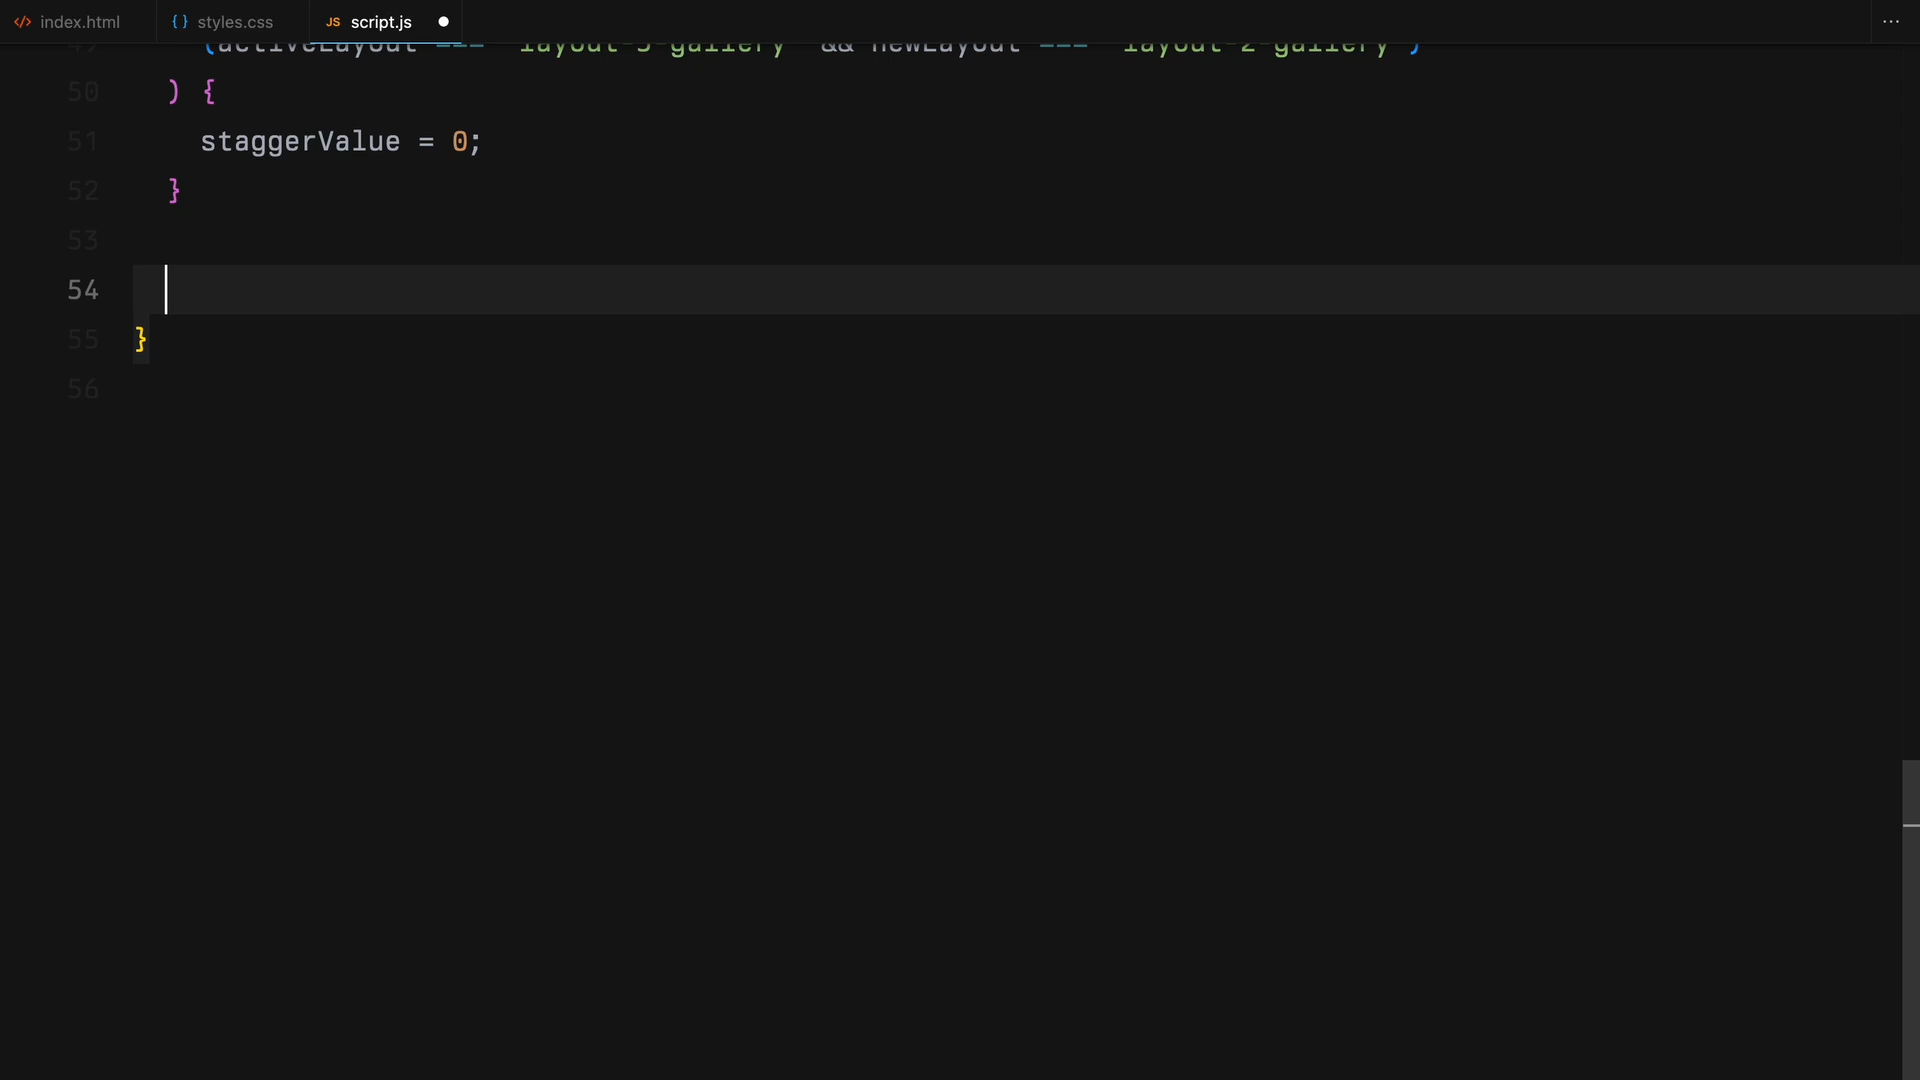 </> index.html {} styles.css JS script.js ...
(activeLayout === "layout-3-gallery" && newLayout === "layout-2-gallery")
50 ) {
51 staggerValue = 0;
52 }
53
54
55 }
56